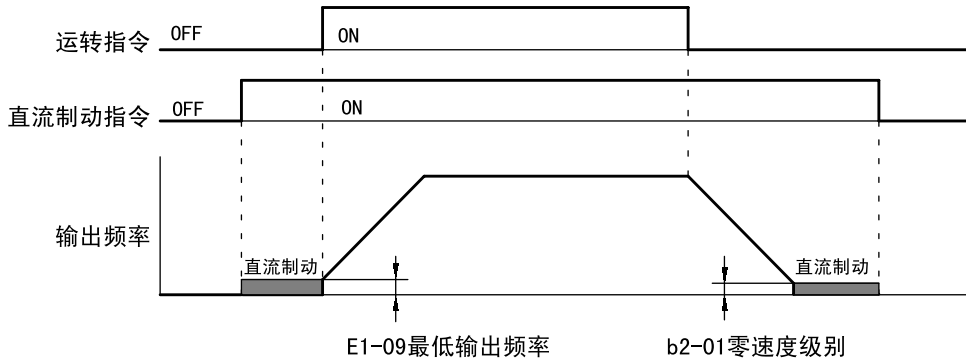 运转指令 OFF ON
直流制动指令 OFF ON
输出频率
直流制动 直流制动
E1-09最低输出频率 b2-01零速度级别